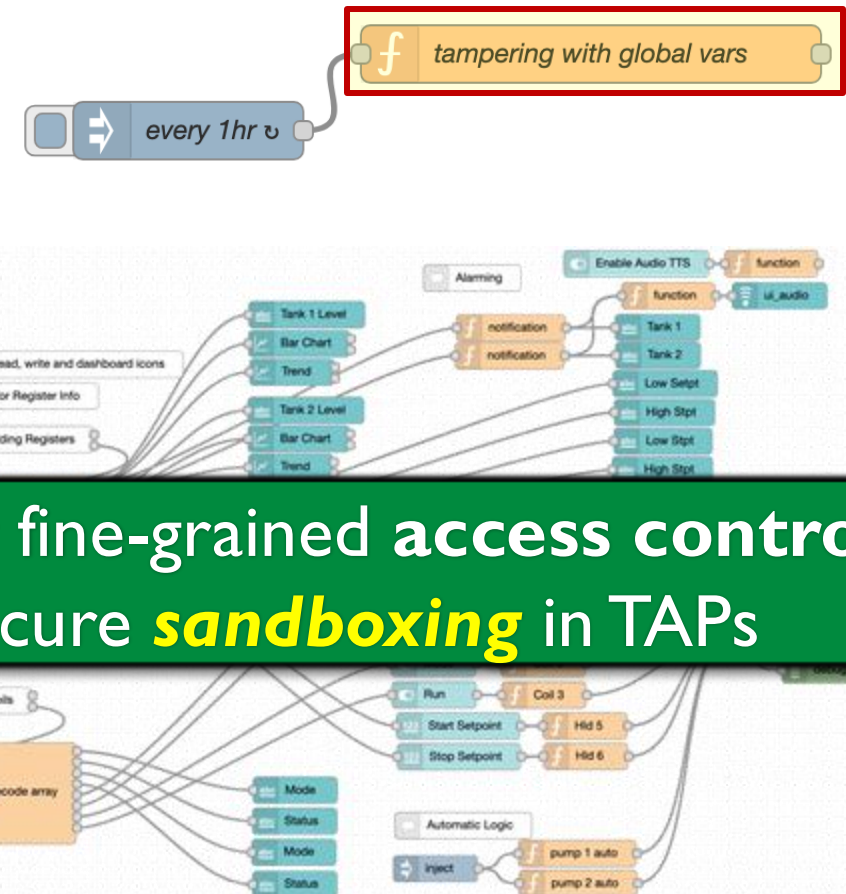 tampering with global vars
every 1hr ↻
Enable Audio TTS
function
Alarming
function
ui_audio
Tank 1 Level
notification
Tank 1
Bar Chart
notification
Tank 2
ead, write and dashboard icons
Trend
Low Setpt
or Register Info
Tank 2 Level
High Stpt
ding Registers
Bar Chart
Low Stpt
Trend
High Stpt
fine-grained access contro
cure sandboxing in TAPs
Run
Coil 3
Start Setpoint
Hld 5
Stop Setpoint
Hld 6
code array
Mode
Status
Automatic Logic
Mode
pump 1 auto
inject
Status
pump 2 auto